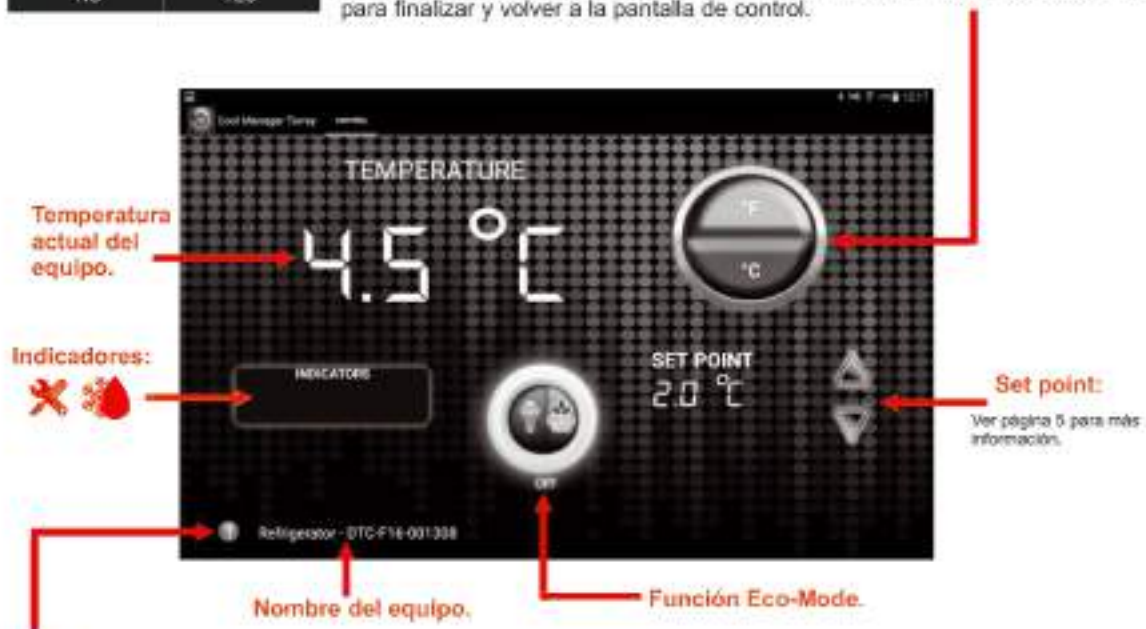 para finalizar y volver a la pantalla de control.
Cool Manager Torrey CONTROL
TEMPERATURE
4.5 °C
°F
°C
Temperatura
actual del
equipo.
Indicadores:
INDICATORS
SET POINT
2.0 °C
Set point:
Ver página 5 para más
información.
OFF
Refrigerator - DTC-F16-001308
Nombre del equipo.
Función Eco-Mode.